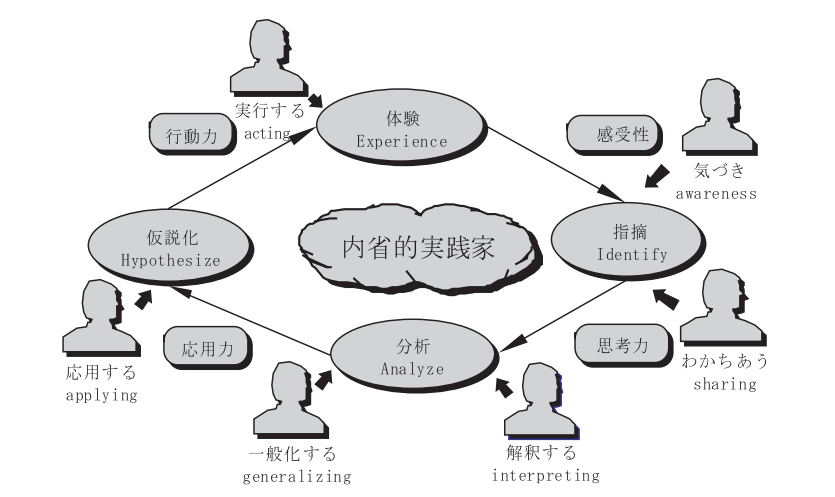 実行する
acting
行動力
体験
Experience
感受性
気づき
awareness
仮説化
Hypothesize
内省的実践家
指摘
Identify
応用する
applying
応用力
分析
Analyze
思考力
わかちあう
sharing
一般化する
generalizing
解釈する
interpreting